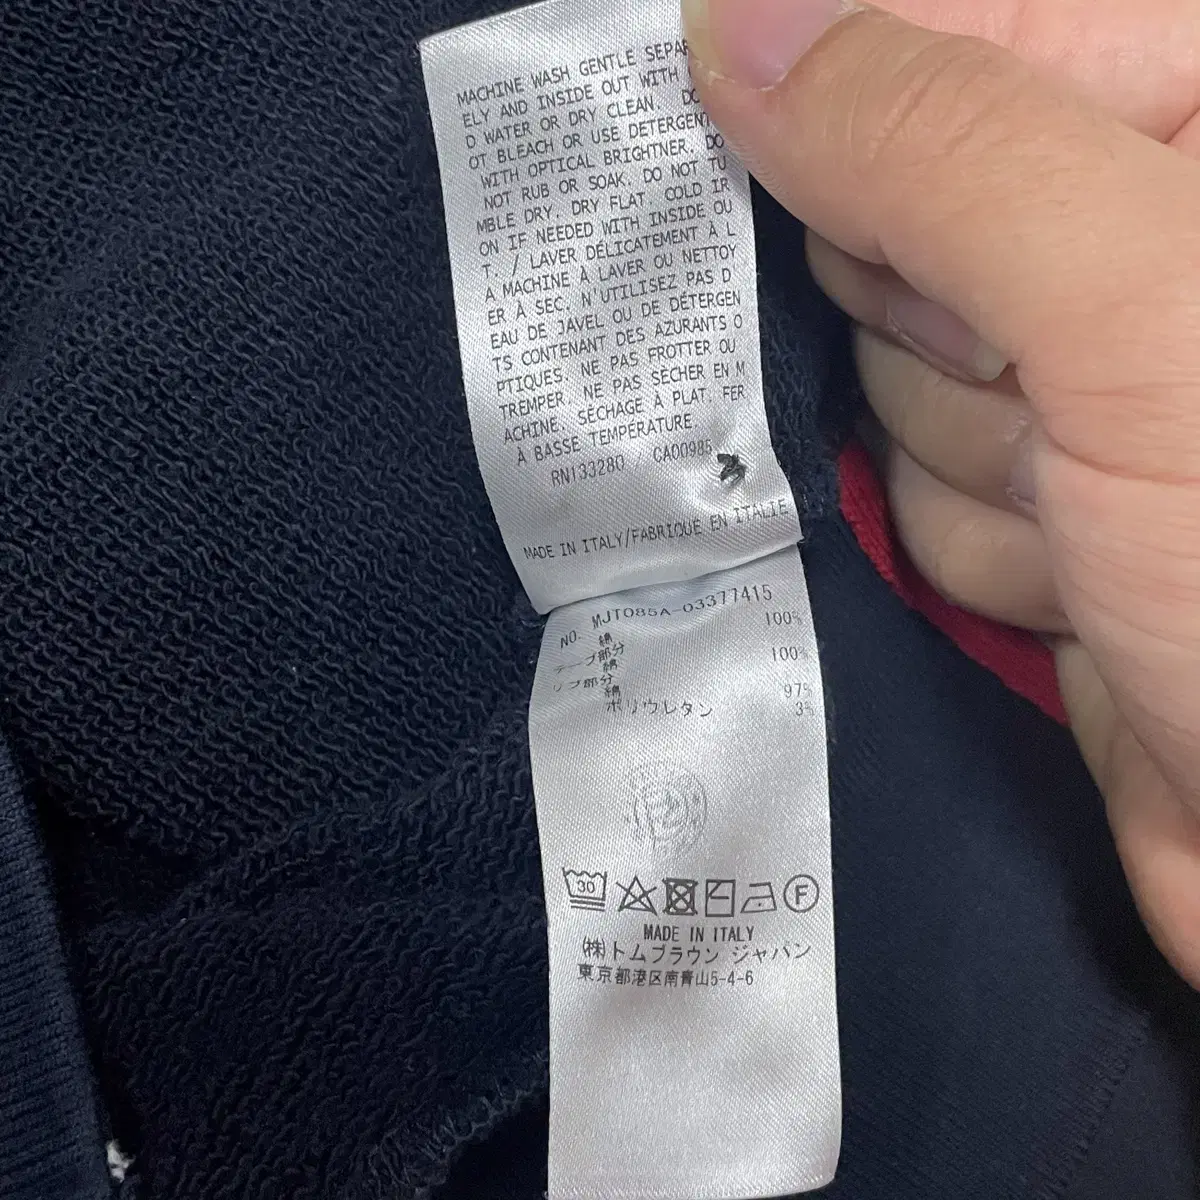 MACHINE WASH GENTLE SEPAR
ELY AND INSIDE OUT WITH
D WATER OR DRY CLEAN. DO
OT BLEACH OR USE DETERGENT
WITH OPTICAL BRIGHTNER. DO
NOT RUB OR SOAK. DO NOT TU
MBLE DRY. DRY FLAT. COLD IR
ON IF NEEDED WITH INSIDE OU
T. / LAVER DÉLICATEMENT À L
A MACHINE À LAVER OU NETTOY
ER À SEC. N'UTILISEZ PAS D
EAU DE JAVEL OU DE DÉTERGEN
TS CONTENANT DES AZURANTS O
PTIQUES. NE PAS FROTTER OU
TREMPER. NE PAS SÉCHER EN M
ACHINE. SÉCHAGE À PLAT. FER
À BASSE TEMPÉRATURE
RN133280 / CA00985
MADE IN ITALY/FABRIQUÉ EN ITALIE
NO. MJT085A-03377415
綿 100%
テープ部分
綿 100%
リブ部分
綿 97%
ポリウレタン 3%
30
F
MADE IN ITALY
(株)トムブラウン ジャパン
東京都港区南青山5-4-6